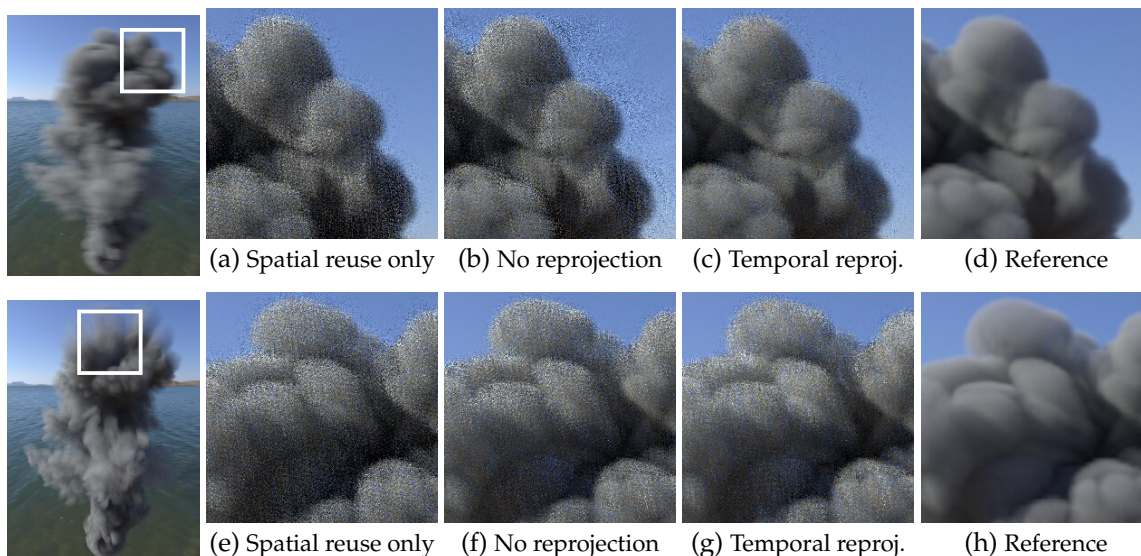 (a) Spatial reuse only (b) No reprojection (c) Temporal reproj. (d) Reference
(e) Spatial reuse only (f) No reprojection (g) Temporal reproj. (h) Reference